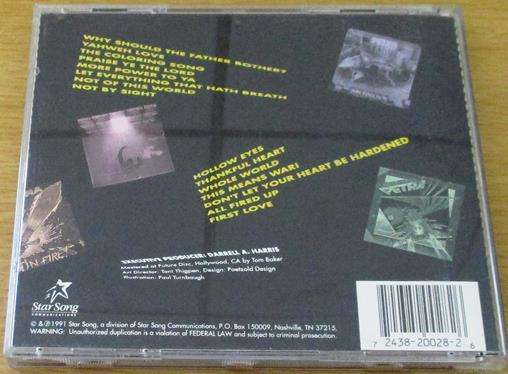 WHY SHOULD THE FATHER BOTHER?
YAHWEH LOVE
THE COLORING SONG
PRAISE YE THE LORD
MORE POWER TO YA
LET EVERYTHING THAT HATH BREATH
NOT OF THIS WORLD
NOT BY SIGHT
HOLLOW EYES
THANKFUL HEART
WHOLE WORLD
THIS MEANS WAR!
DON'T LET YOUR HEART BE HARDENED
ALL FIRED UP
FIRST LOVE
PETRA
ON FIRE!
EXECUTIVE PRODUCER: DARRELL A. HARRIS
Mastered at Future Disc, Hollywood, CA by Tom Baker
Art Director: Toni Thigpen, Design: Poetsold Design
Illustration: Paul Turnbaugh
Star Song
COMMUNICATIONS
© & ℗ 1991 Star Song, a division of Star Song Communications, P.O. Box 150009, Nashville, TN 37215.
WARNING: Unauthorized duplication is a violation of FEDERAL LAW and subject to criminal prosecution.
7 2438-20028-2 6